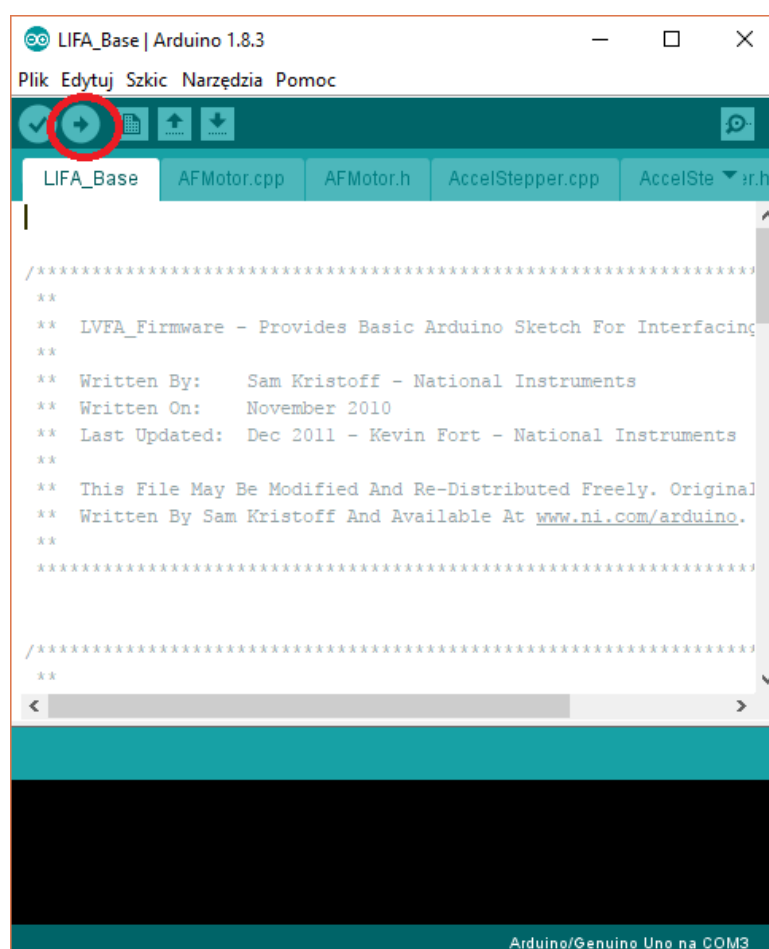 LIFA_Base | Arduino 1.8.3
Plik Edytuj Szkic Narzędzia Pomoc
LIFA_Base AFMotor.cpp AFMotor.h AccelStepper.cpp AccelSte er.h
/*****************************************************************
**
** LVFA_Firmware - Provides Basic Arduino Sketch For Interfacing
**
** Written By: Sam Kristoff - National Instruments
** Written On: November 2010
** Last Updated: Dec 2011 - Kevin Fort - National Instruments
**
** This File May Be Modified And Re-Distributed Freely. Original
** Written By Sam Kristoff And Available At www.ni.com/arduino.
**
*****************************************************************
/*****************************************************************
**
Arduino/Genuino Uno na COM3